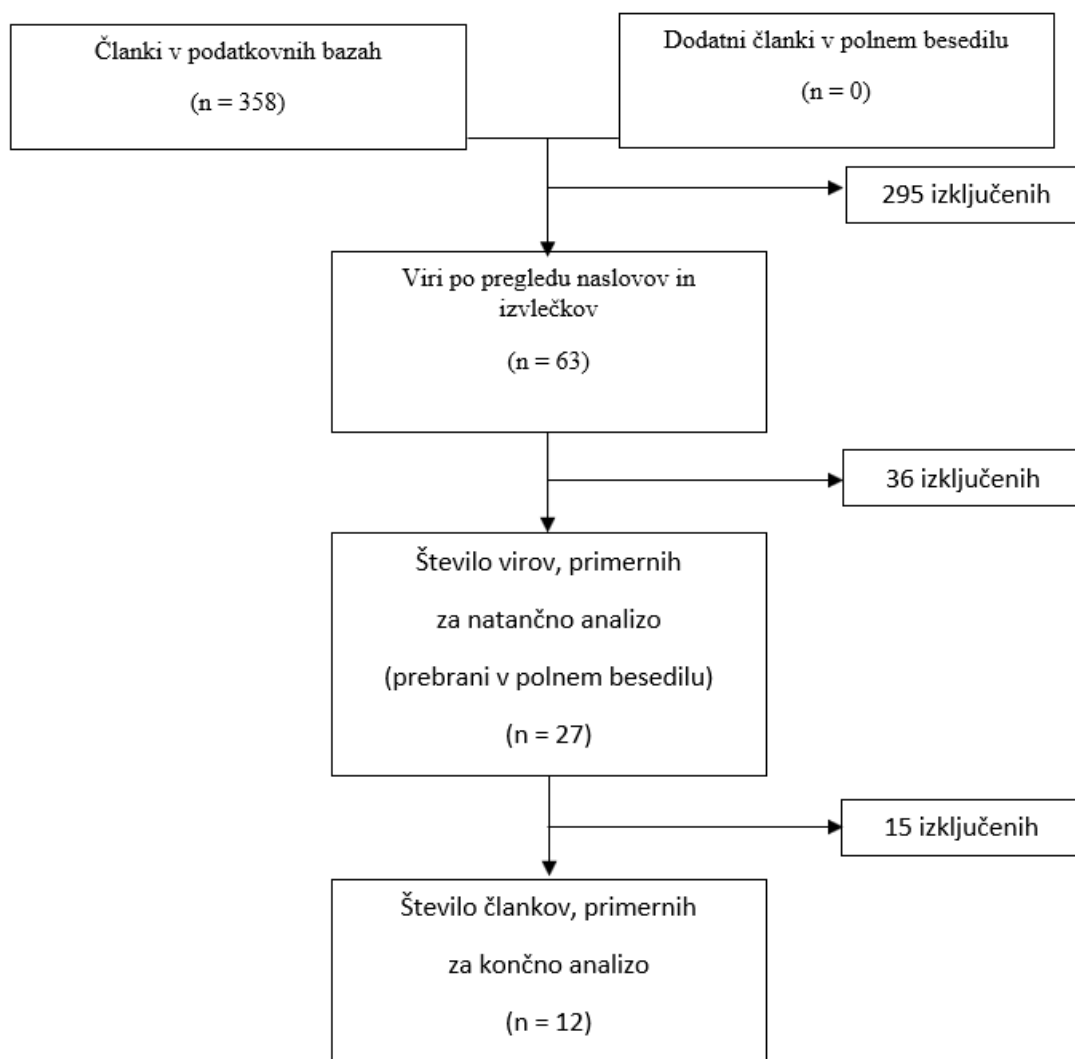 Članki v podatkovnih bazah
(n = 358)
Dodatni članki v polnem besedilu
(n = 0)
295 izključenih
Viri po pregledu naslovov in
izvlečkov
(n = 63)
36 izključenih
Število virov, primernih
za natančno analizo
(prebrani v polnem besedilu)
(n = 27)
15 izključenih
Število člankov, primernih
za končno analizo
(n = 12)